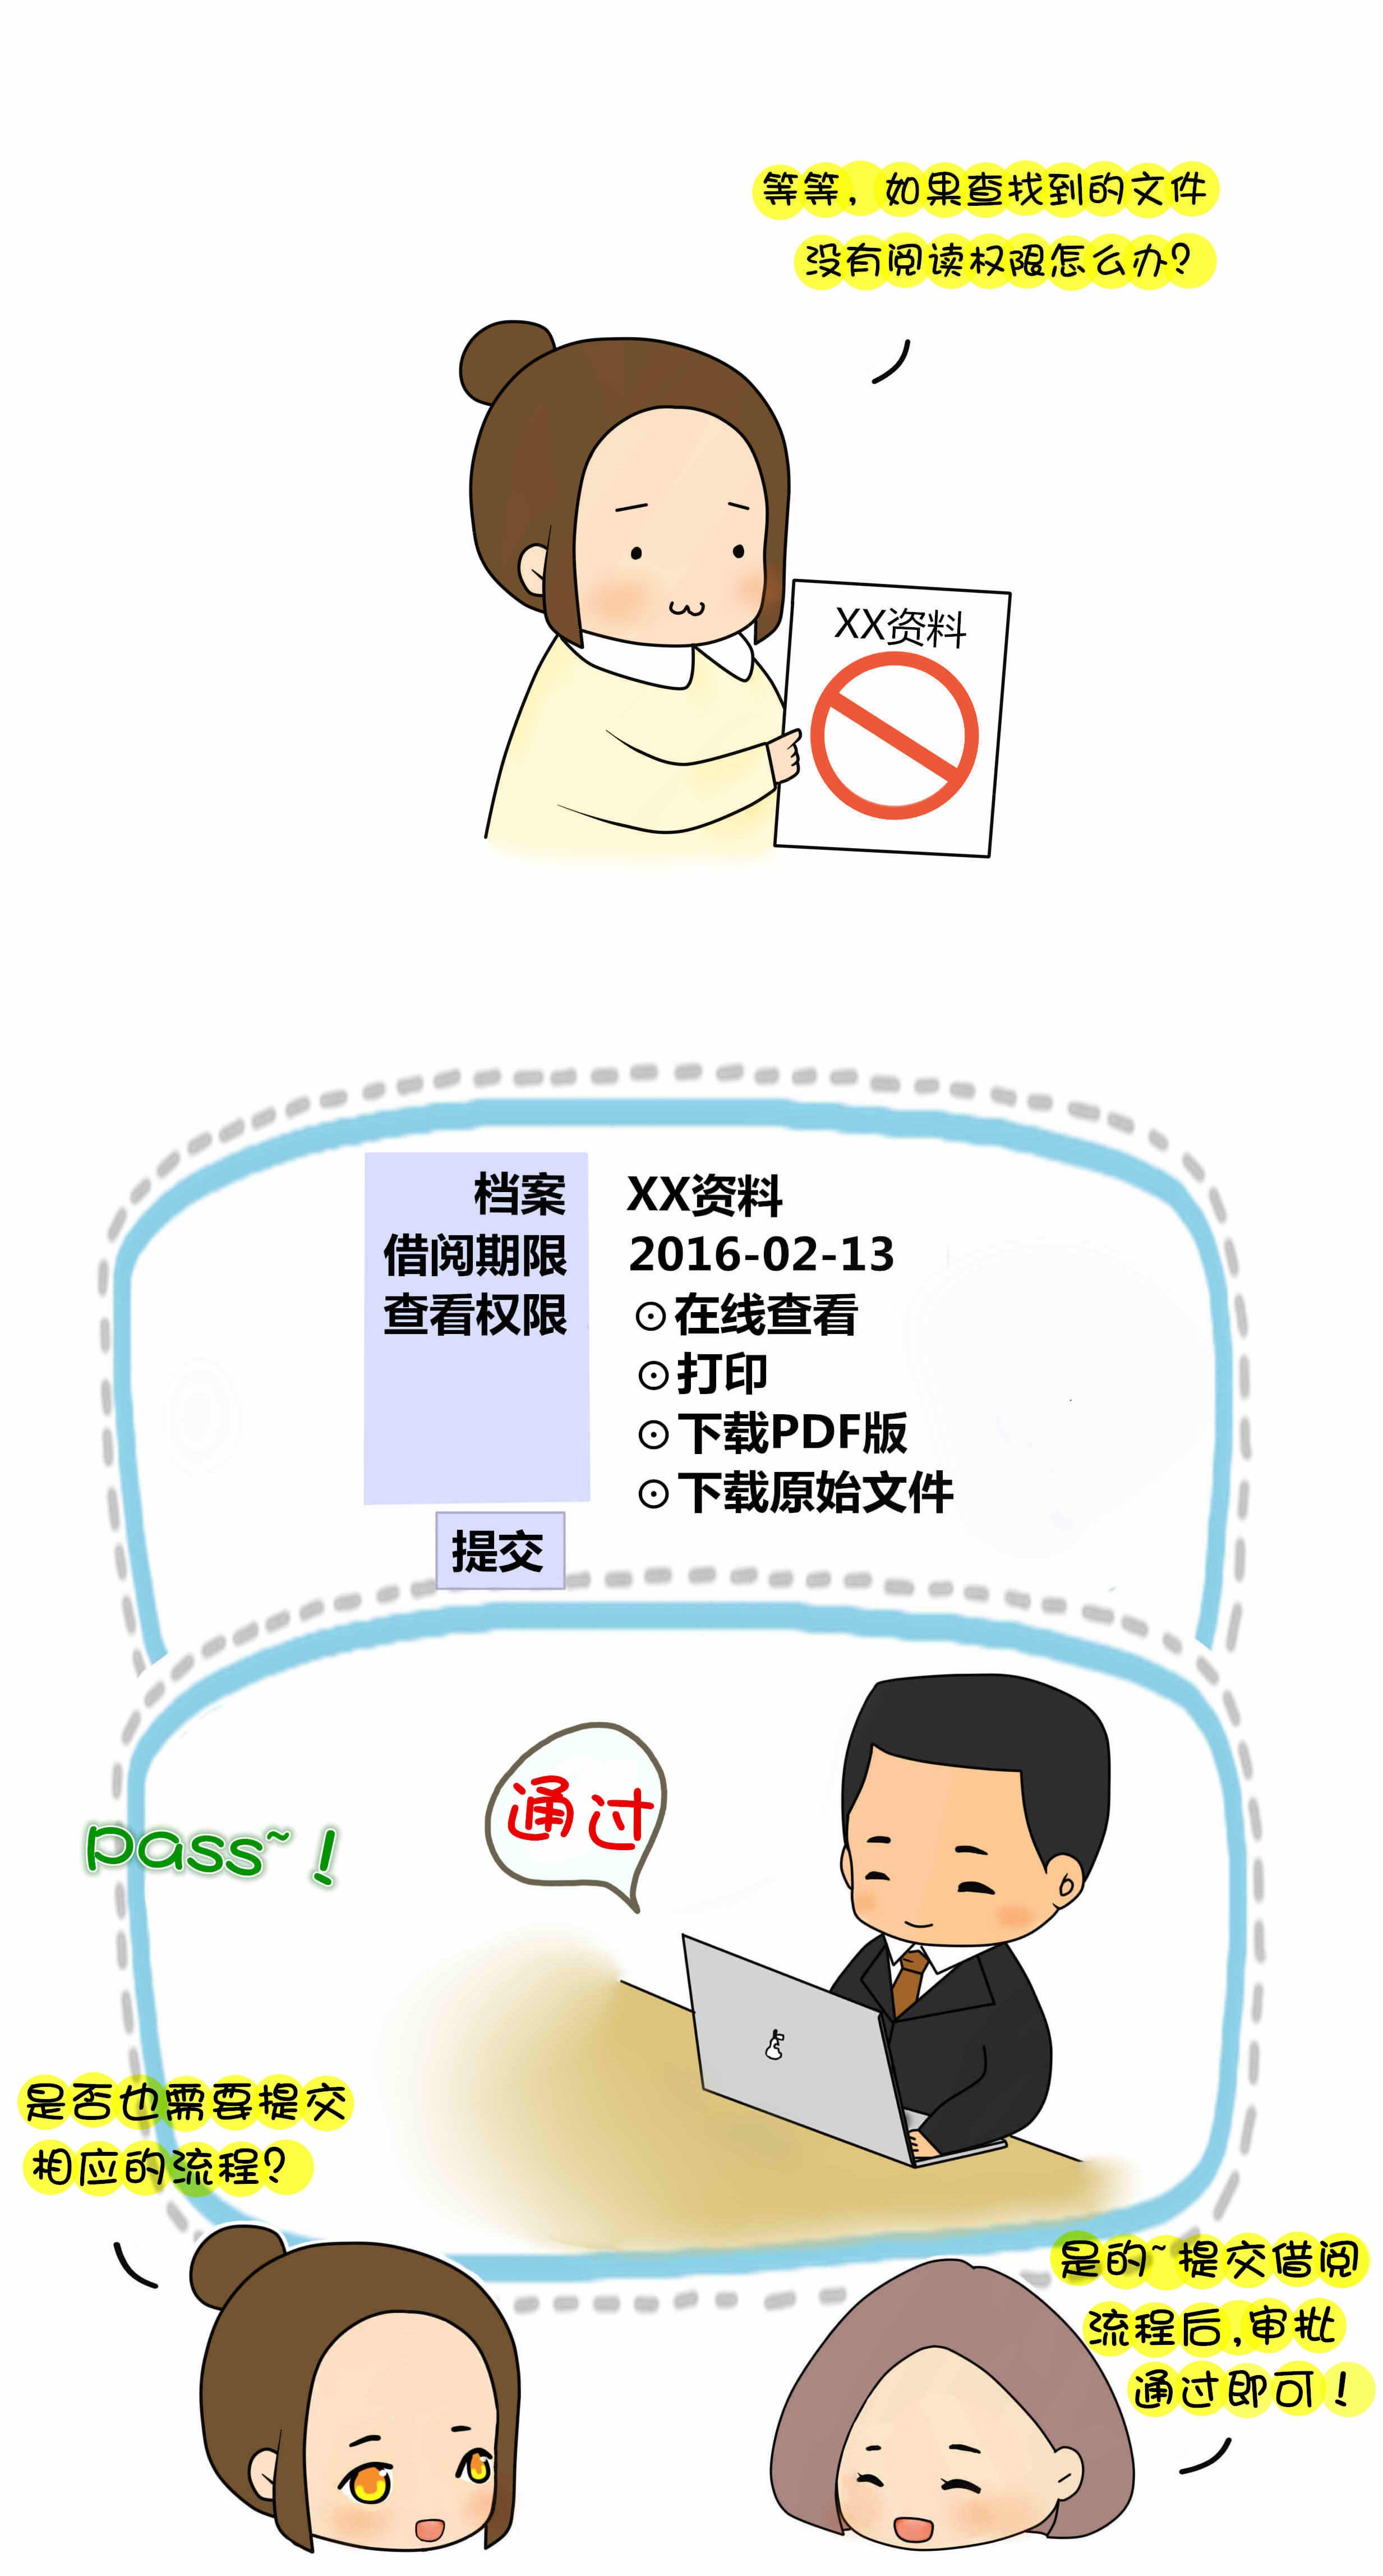 等等，如果查找到的文件
没有阅读权限怎么办？
XX资料
档案 XX资料
借阅期限 2016-02-13
查看权限 ⊙在线查看
⊙打印
⊙下载PDF版
⊙下载原始文件
提交
通过
pass~！
是否也需要提交
相应的流程？
是的~提交借阅
流程后,审批
通过即可！